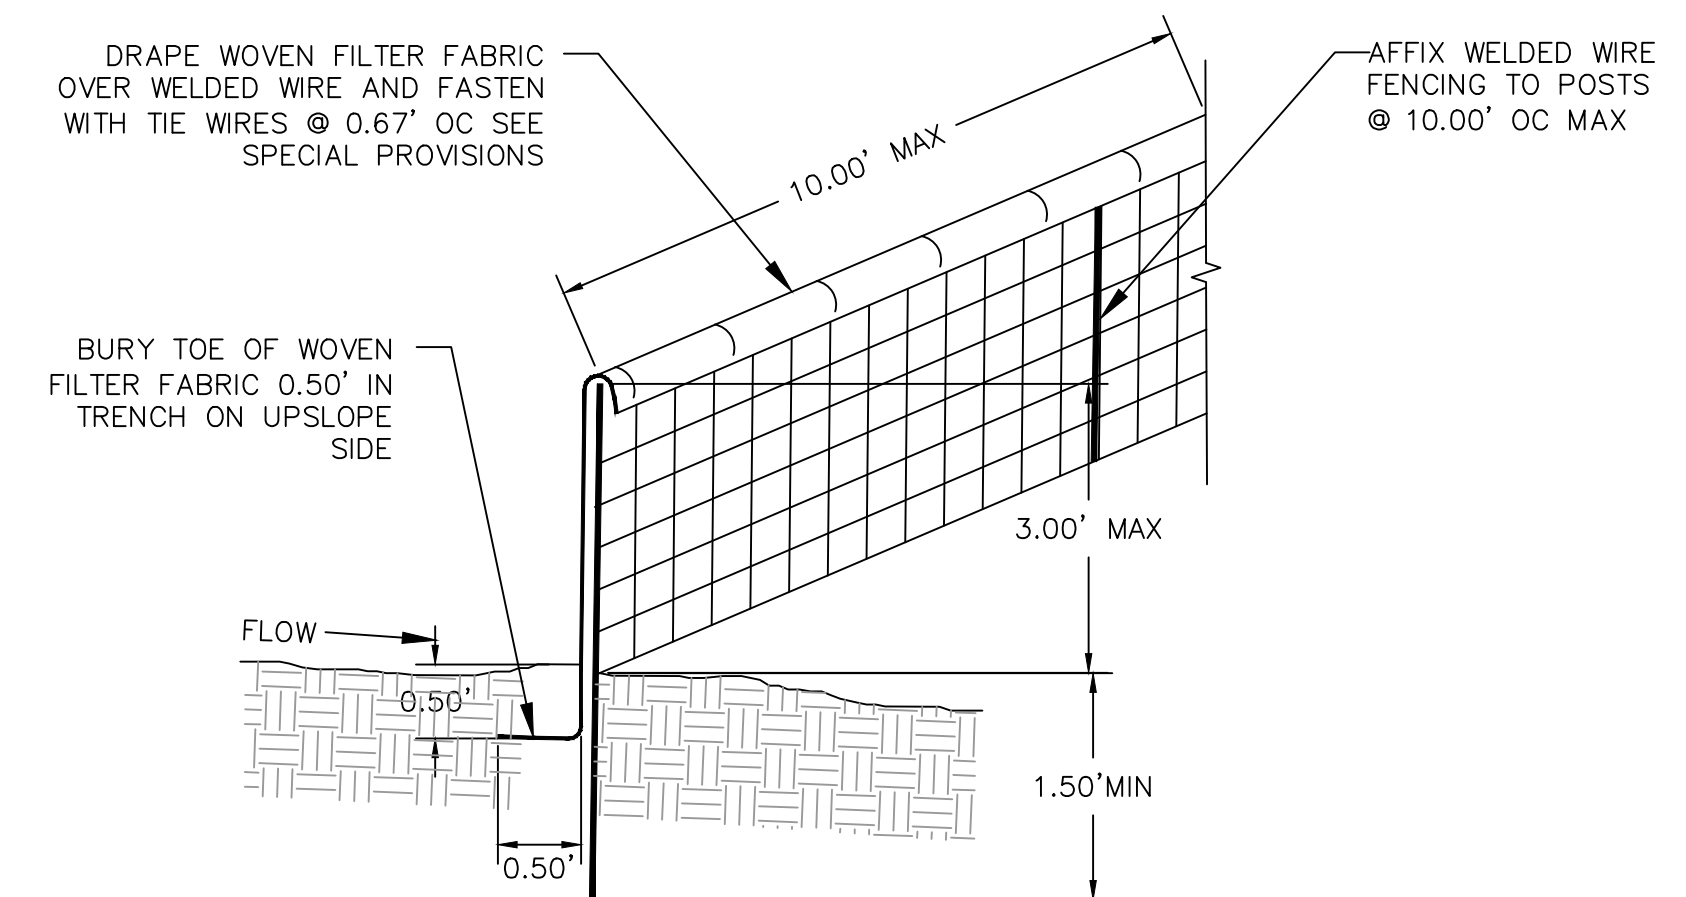 DRAPE WOVEN FILTER FABRIC
OVER WELDED WIRE AND FASTEN
WITH TIE WIRES @ 0.67' OC SEE
SPECIAL PROVISIONS
AFFIX WELDED WIRE
FENCING TO POSTS
@ 10.00' OC MAX
10.00' MAX
BURY TOE OF WOVEN
FILTER FABRIC 0.50' IN
TRENCH ON UPSLOPE
SIDE
3.00' MAX
FLOW
0.50'
1.50'MIN
0.50'